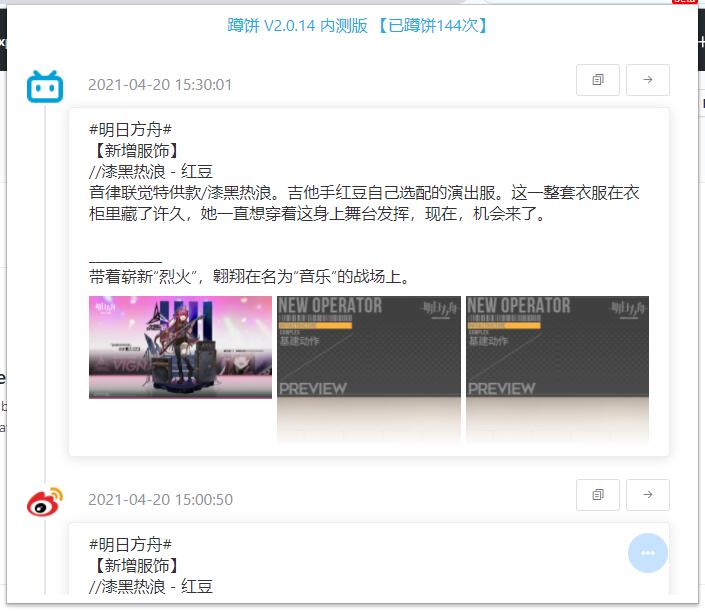 beta
蹲饼 V2.0.14 内测版 【已蹲饼144次】
2021-04-20 15:30:01
#明日方舟#
【新增服饰】
//漆黑热浪 - 红豆
音律联觉特供款/漆黑热浪。吉他手红豆自己选配的演出服。这一整套衣服在衣
柜里藏了许久，她一直想穿着这身上舞台发挥，现在，机会来了。
___________
带着崭新“烈火”，翱翔在名为“音乐”的战场上。
VIGN
NEW OPERATOR
明日方舟
COMPLEX
基建动作
PREVIEW
NEW OPERATOR
明日方舟
COMPLEX
基建动作
PREVIEW
2021-04-20 15:00:50
#明日方舟#
【新增服饰】
//漆黑热浪 - 红豆